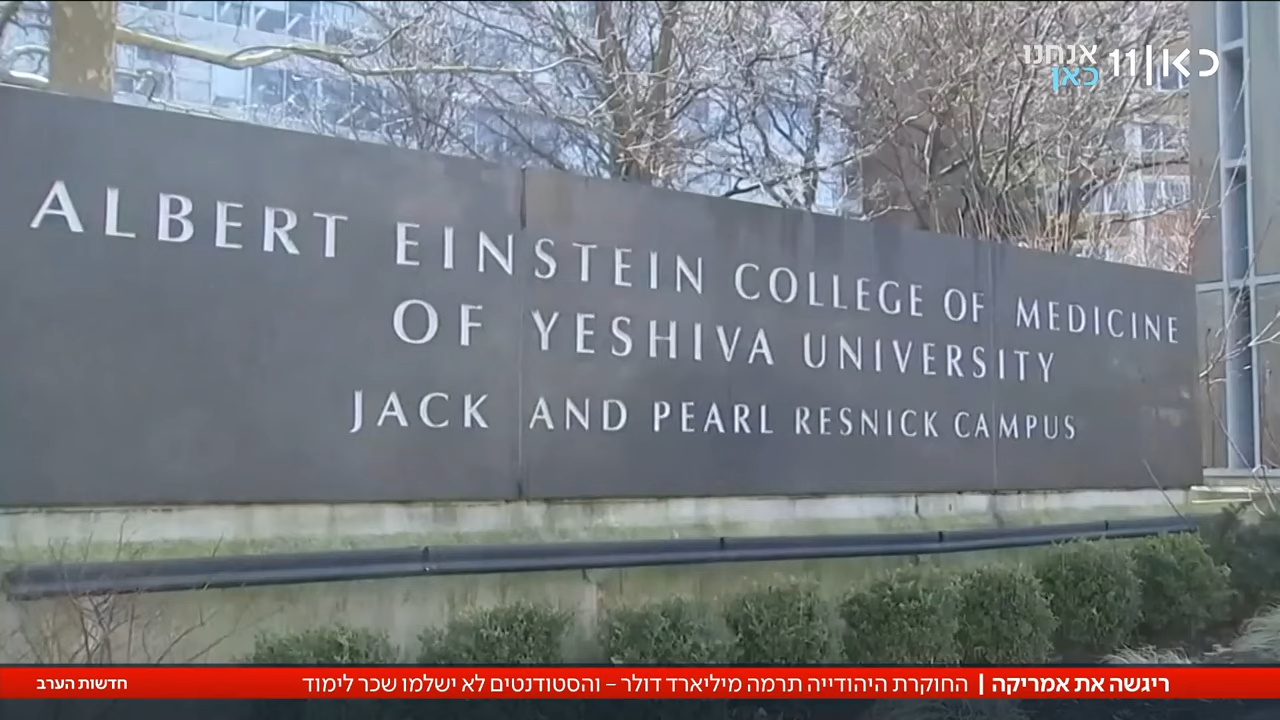 כאן 11 | אנחנו
כאן
ALBERT EINSTEIN COLLEGE OF MEDICINE
OF YESHIVA UNIVERSITY
JACK AND PEARL RESNICK CAMPUS
ריגשה את אמריקה | החוקרת היהודייה תרמה מיליארד דולר – והסטודנטים לא ישלמו שכר לימוד
חדשות הערב